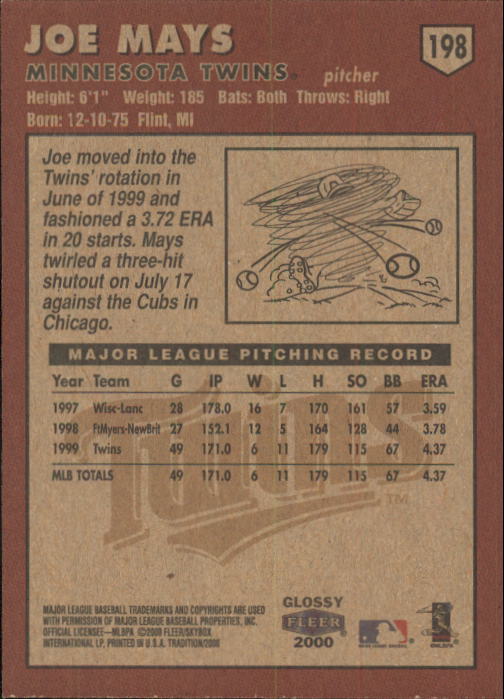 JOE MAYS
198
MINNESOTA TWINS® pitcher
Height: 6'1" Weight: 185 Bats: Both Throws: Right
Born: 12-10-75 Flint, MI
Joe moved into the
Twins' rotation in
June of 1999 and
fashioned a 3.72 ERA
in 20 starts. Mays
twirled a three-hit
shutout on July 17
against the Cubs in
Chicago.
MAJOR LEAGUE PITCHING RECORD
Year Team G IP W L H SO BB ERA
1997 Wisc-Lanc 28 178.0 16 7 170 161 57 3.59
1998 FtMyers-NewBrit 27 152.1 12 5 164 128 44 3.78
1999 Twins 49 171.0 6 11 179 115 67 4.37
MLB TOTALS 49 171.0 6 11 179 115 67 4.37
Twins
TM
MAJOR LEAGUE BASEBALL TRADEMARKS AND COPYRIGHTS ARE USED
WITH PERMISSION OF MAJOR LEAGUE BASEBALL PROPERTIES, INC.
OFFICIAL LICENSEE—MLBPA ©2000 FLEER/SKYBOX
INTERNATIONAL LP, PRINTED IN U.S.A. TRADITION/2000
GLOSSY
FLEER
2000